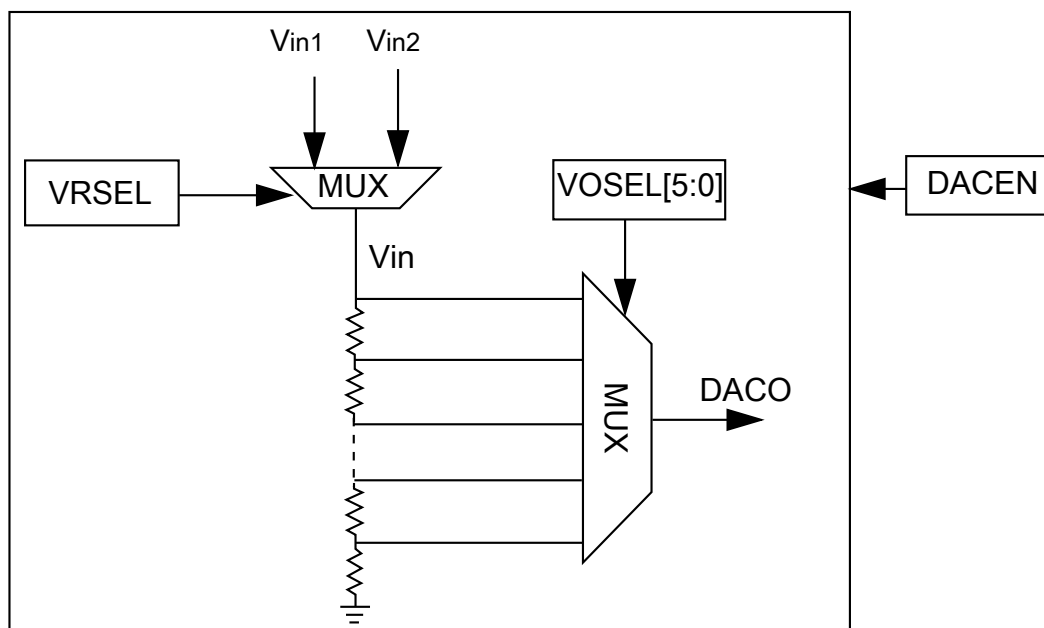 Vin1 Vin2
VRSEL
MUX
VOSEL[5:0]
DACEN
Vin
MUX
DACO